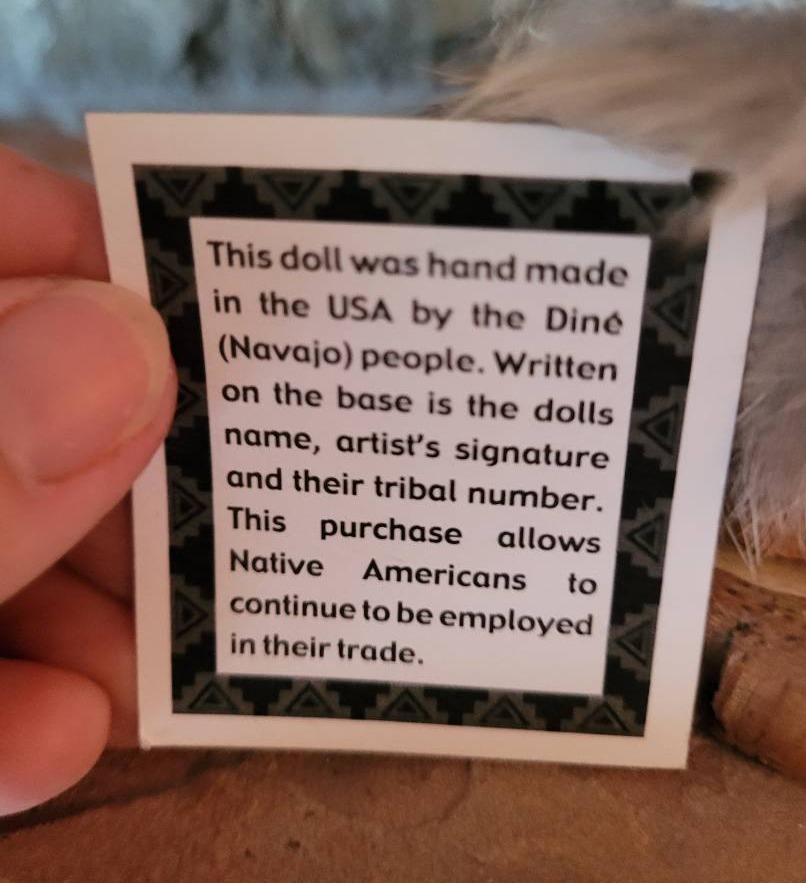 This doll was hand made
in the USA by the Diné
(Navajo) people. Written
on the base is the dolls
name, artist's signature
and their tribal number.
This purchase allows
Native Americans to
continue to be employed
in their trade.